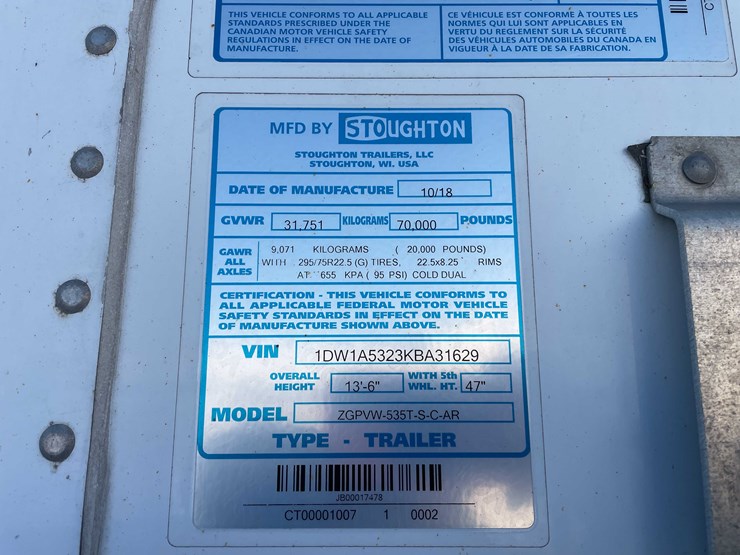 THIS VEHICLE CONFORMS TO ALL APPLICABLE
STANDARDS PRESCRIBED UNDER THE
CANADIAN MOTOR VEHICLE SAFETY
REGULATIONS IN EFFECT ON THE DATE OF
MANUFACTURE.
CE VÉHICULE EST CONFORME À TOUTES LES
NORMES QUI LUI SONT APPLICABLES EN
VERTU DU REGLEMENT SUR LA SÉCURITÉ
DES VÉHICULES AUTOMOBILES DU CANADA EN
VIGUEUR À LA DATE DE SA FABRICATION.
MFD BY STOUGHTON
STOUGHTON TRAILERS, LLC
STOUGHTON, WI. USA
DATE OF MANUFACTURE 10/18
GVWR 31,751 KILOGRAMS 70,000 POUNDS
GAWR ALL AXLES
9,071 KILOGRAMS ( 20,000 POUNDS)
WITH 295/75R22.5 (G) TIRES, 22.5x8.25 RIMS
AT 655 KPA ( 95 PSI) COLD DUAL
CERTIFICATION - THIS VEHICLE CONFORMS TO
ALL APPLICABLE FEDERAL MOTOR VEHICLE
SAFETY STANDARDS IN EFFECT ON THE DATE
OF MANUFACTURE SHOWN ABOVE.
VIN 1DW1A5323KBA31629
OVERALL HEIGHT 13'-6" WITH 5th WHL. HT. 47"
MODEL ZGPVW-535T-S-C-AR
TYPE - TRAILER
JB00017478
CT00001007 1 0002